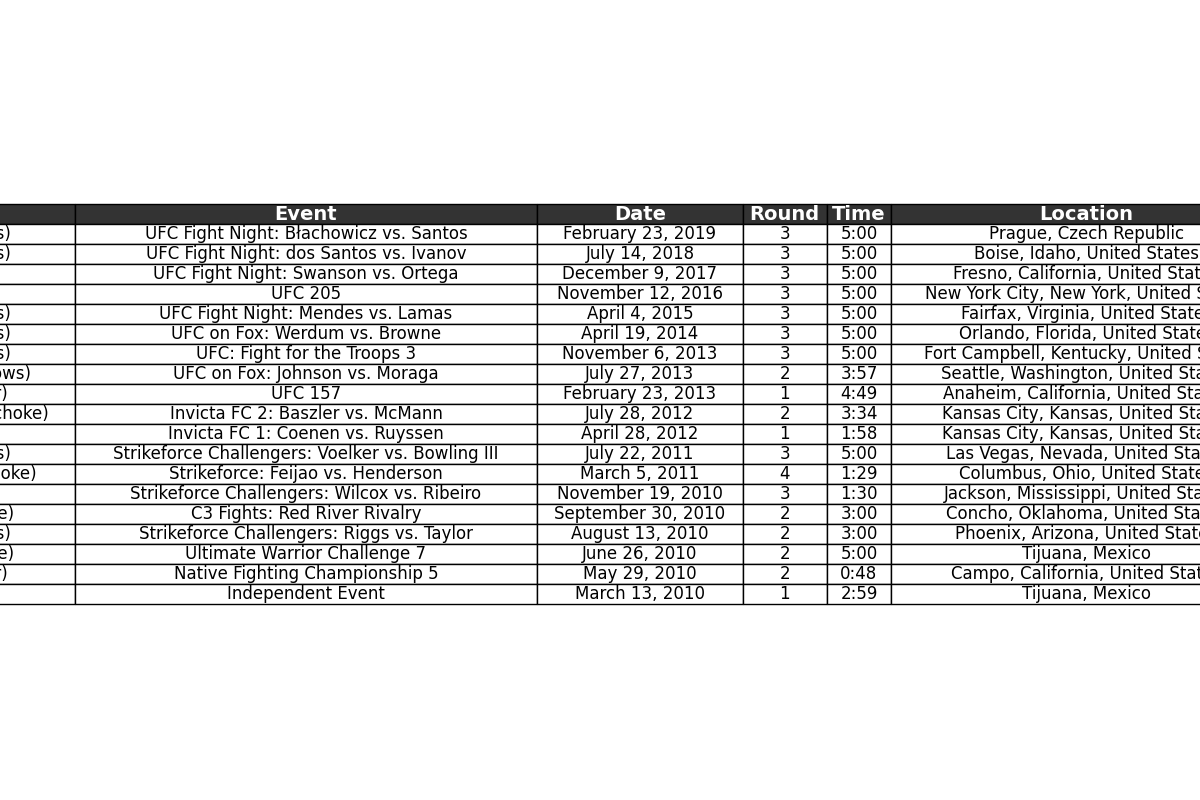 Event Date Round Time Location
s) UFC Fight Night: Błachowicz vs. Santos February 23, 2019 3 5:00 Prague, Czech Republic
s) UFC Fight Night: dos Santos vs. Ivanov July 14, 2018 3 5:00 Boise, Idaho, United States
UFC Fight Night: Swanson vs. Ortega December 9, 2017 3 5:00 Fresno, California, United Stat
UFC 205 November 12, 2016 3 5:00 New York City, New York, United S
s) UFC Fight Night: Mendes vs. Lamas April 4, 2015 3 5:00 Fairfax, Virginia, United State
s) UFC on Fox: Werdum vs. Browne April 19, 2014 3 5:00 Orlando, Florida, United State
s) UFC: Fight for the Troops 3 November 6, 2013 3 5:00 Fort Campbell, Kentucky, United S
ows) UFC on Fox: Johnson vs. Moraga July 27, 2013 2 3:57 Seattle, Washington, United Sta
r) UFC 157 February 23, 2013 1 4:49 Anaheim, California, United Sta
choke) Invicta FC 2: Baszler vs. McMann July 28, 2012 2 3:34 Kansas City, Kansas, United Sta
Invicta FC 1: Coenen vs. Ruyssen April 28, 2012 1 1:58 Kansas City, Kansas, United Sta
s) Strikeforce Challengers: Voelker vs. Bowling III July 22, 2011 3 5:00 Las Vegas, Nevada, United Sta
oke) Strikeforce: Feijao vs. Henderson March 5, 2011 4 1:29 Columbus, Ohio, United State
Strikeforce Challengers: Wilcox vs. Ribeiro November 19, 2010 3 1:30 Jackson, Mississippi, United Sta
e) C3 Fights: Red River Rivalry September 30, 2010 2 3:00 Concho, Oklahoma, United Sta
s) Strikeforce Challengers: Riggs vs. Taylor August 13, 2010 2 3:00 Phoenix, Arizona, United State
e) Ultimate Warrior Challenge 7 June 26, 2010 2 5:00 Tijuana, Mexico
r) Native Fighting Championship 5 May 29, 2010 2 0:48 Campo, California, United Stat
Independent Event March 13, 2010 1 2:59 Tijuana, Mexico